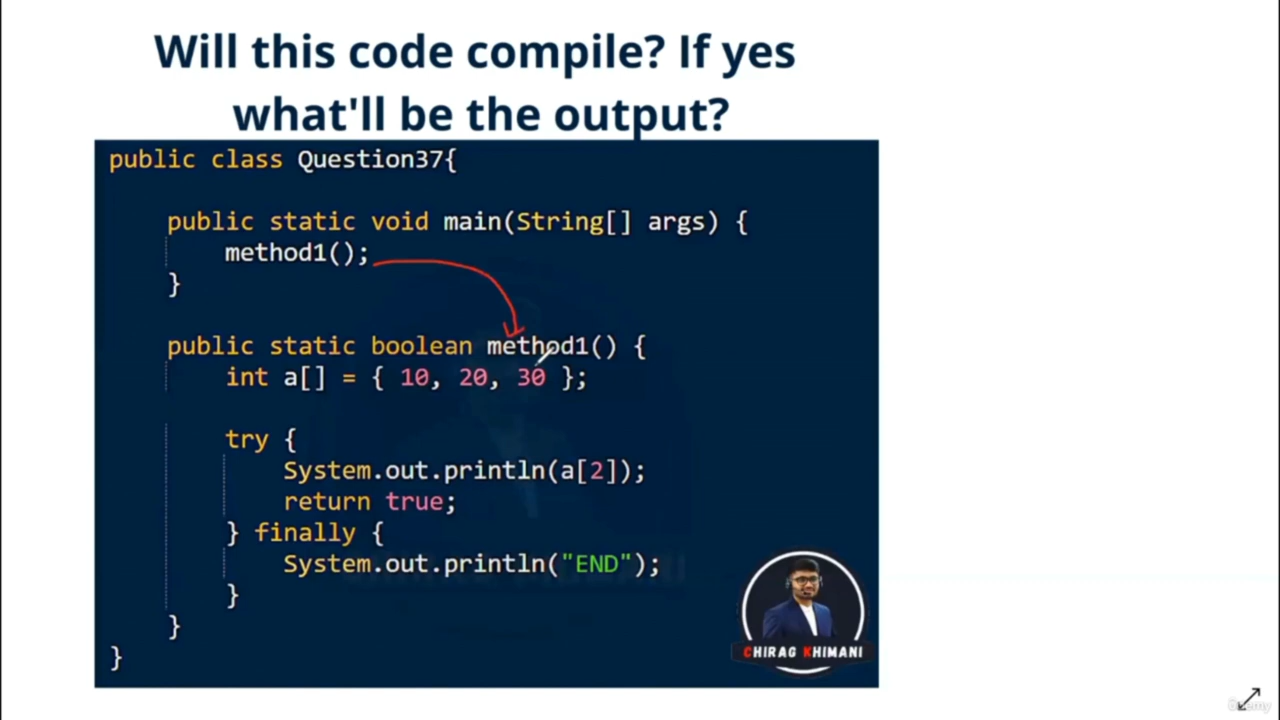 Will this code compile? If yes
what'll be the output?
public class Question37{
public static void main(String[] args) {
method1();
}
public static boolean method1() {
int a[] = { 10, 20, 30 };
try {
System.out.println(a[2]);
return true;
} finally {
System.out.println("END");
}
}
}
CHIRAG KHIMANI
ûdemy